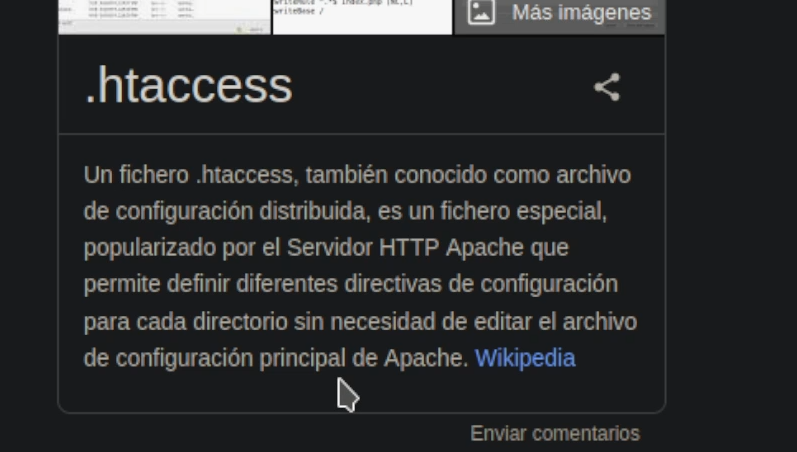 Más imágenes
.htaccess
Un fichero .htaccess, también conocido como archivo
de configuración distribuida, es un fichero especial,
popularizado por el Servidor HTTP Apache que
permite definir diferentes directivas de configuración
para cada directorio sin necesidad de editar el archivo
de configuración principal de Apache. Wikipedia
Enviar comentarios